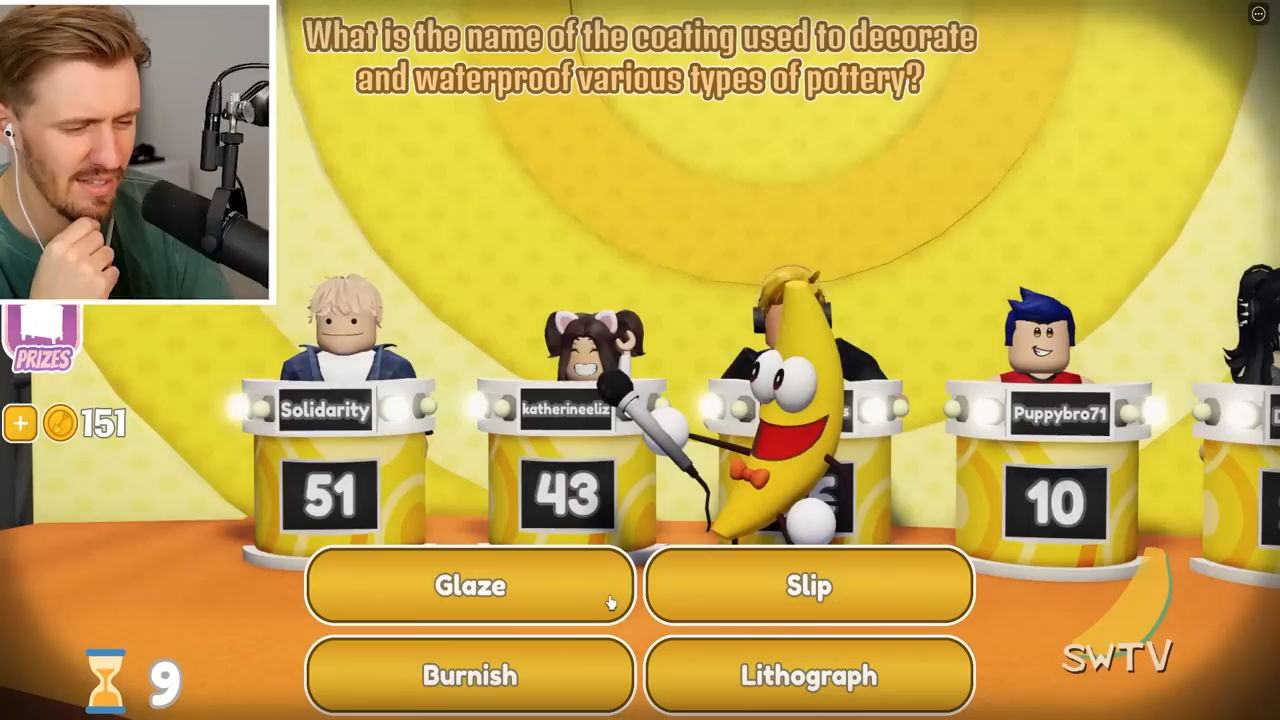 What is the name of the coating used to decorate
and waterproof various types of pottery?
PRIZES
151
Solidarity
katherineeliz
Puppybro71
51
43
10
Glaze
Slip
Burnish
Lithograph
9
SWTV